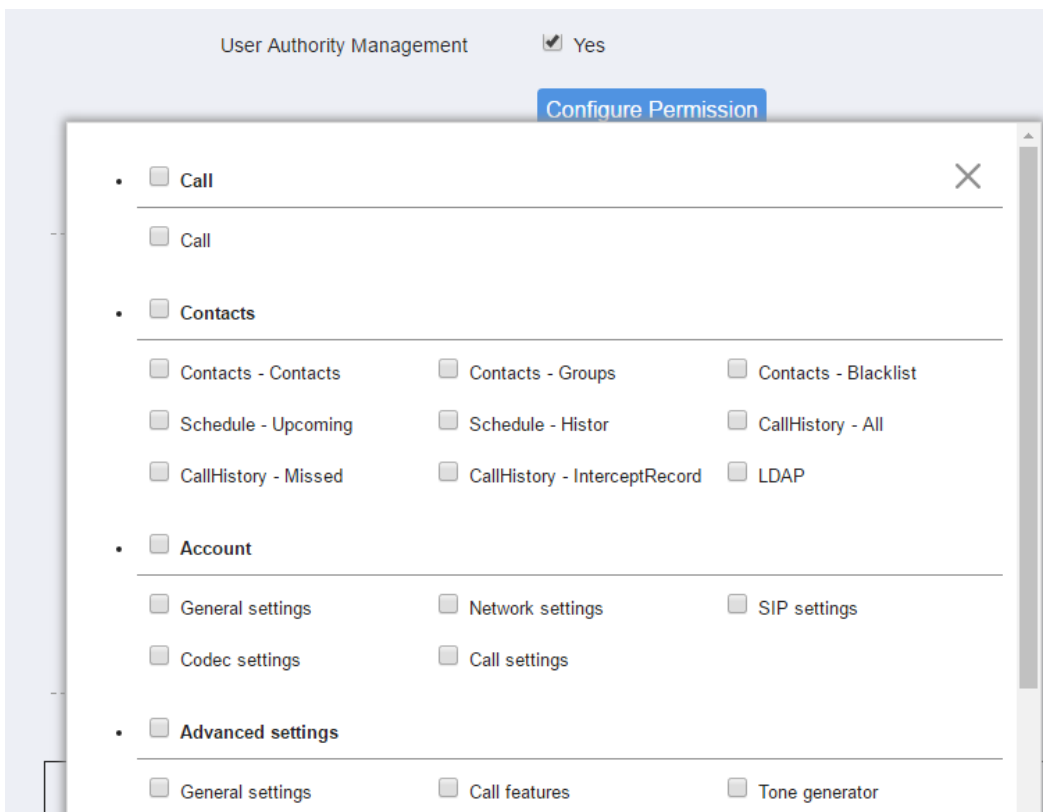 User Authority Management Yes
Configure Permission
Call
Call
Contacts
Contacts - Contacts Contacts - Groups Contacts - Blacklist
Schedule - Upcoming Schedule - Histor CallHistory - All
CallHistory - Missed CallHistory - InterceptRecord LDAP
Account
General settings Network settings SIP settings
Codec settings Call settings
Advanced settings
General settings Call features Tone generator